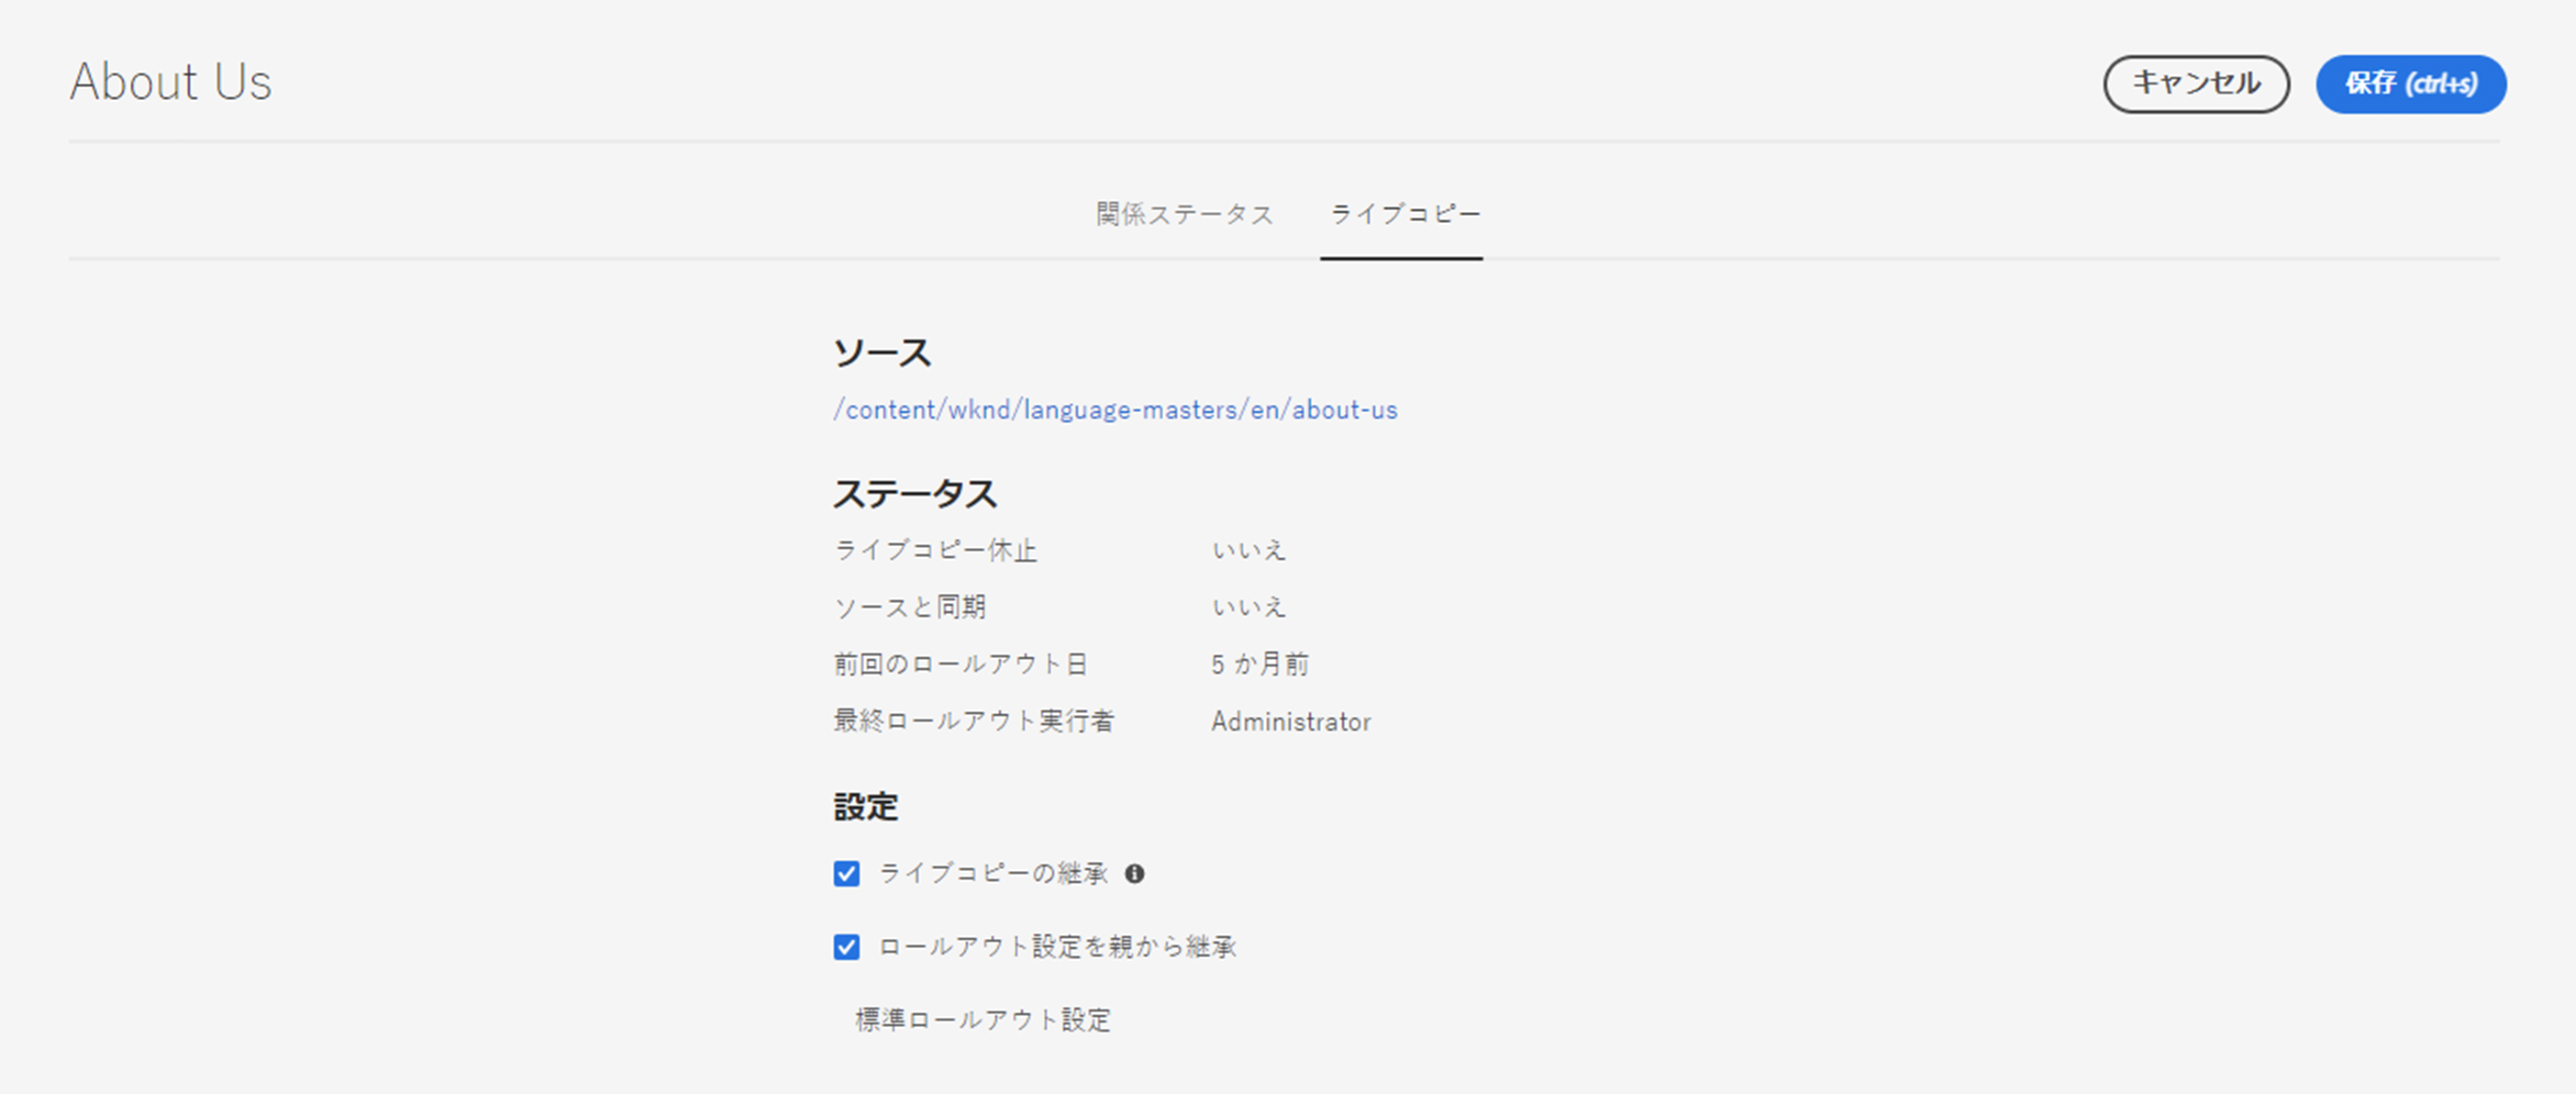 About Us
キャンセル
保存 (ctrl+s)
関係ステータス
ライブコピー
ソース
/content/wknd/language-masters/en/about-us
ステータス
ライブコピー休止 いいえ
ソースと同期 いいえ
前回のロールアウト日 5 か月前
最終ロールアウト実行者 Administrator
設定
ライブコピーの継承
ロールアウト設定を親から継承
標準ロールアウト設定